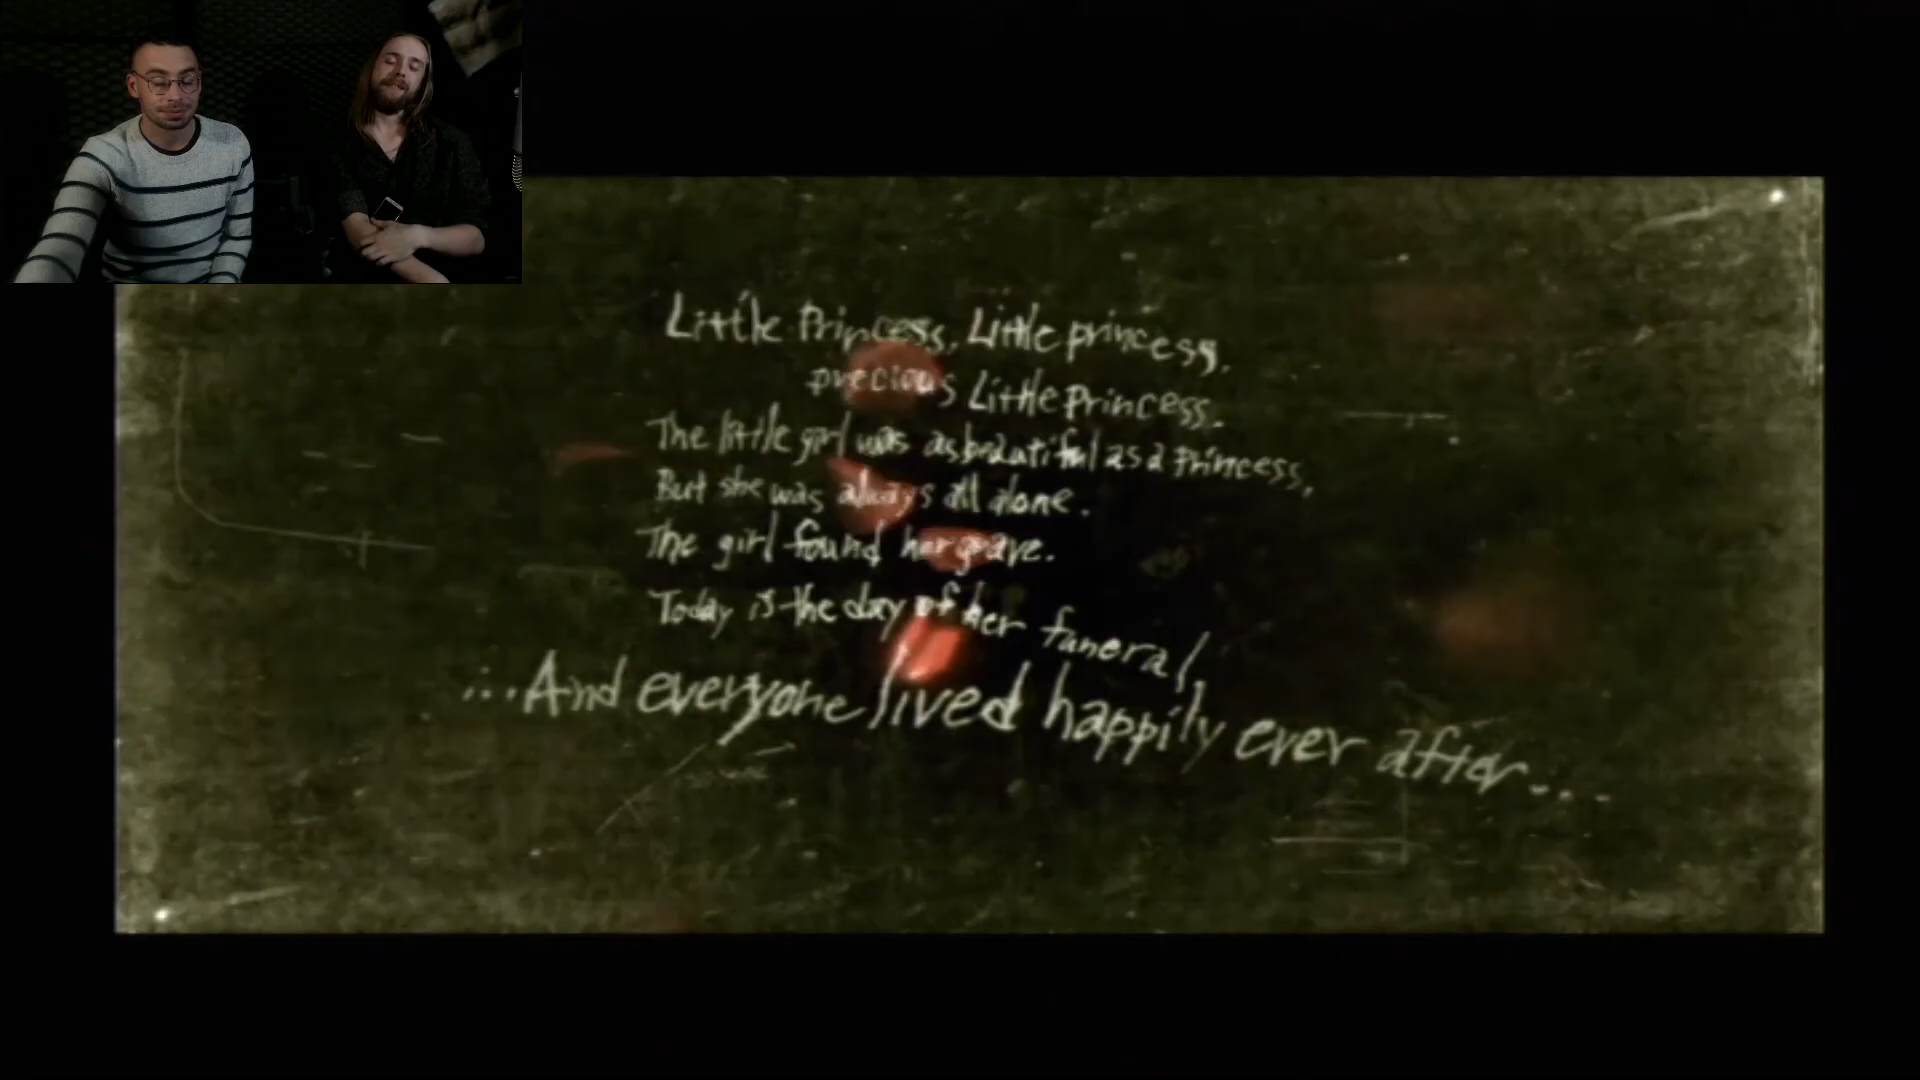 Little Princess, Little princess,
precious Little Princess.
The little girl was as beautiful as a Princess,
But she was always all alone.
The girl found her grave.
Today is the day of her funeral,
...And everyone lived happily ever after...